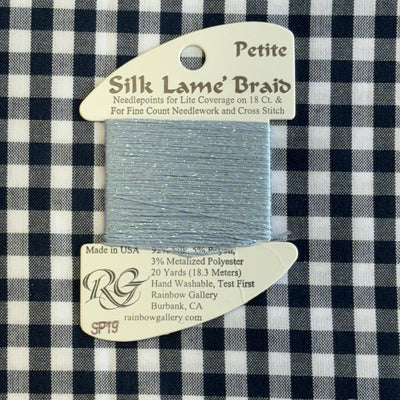 Petite
Silk Lamé Braid
Needlepoints for Lite Coverage on 18 Ct. &
For Fine Count Needlework and Cross Stitch
Made in USA
3% Metalized Polyester
20 Yards (18.3 Meters)
Hand Washable, Test First
RG
Rainbow Gallery
Burbank, CA
SP19
rainbowgallery.com